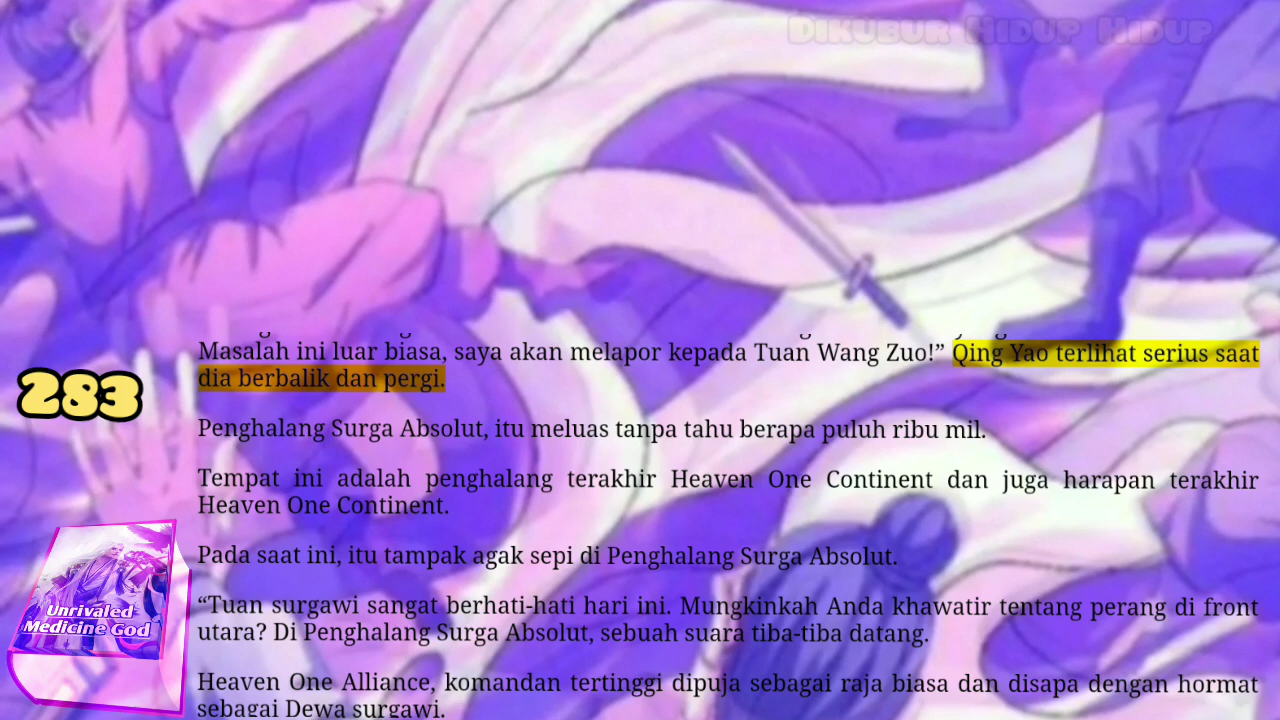 Dikubur Hidup Hidup
Masalah ini luar biasa, saya akan melapor kepada Tuan Wang Zuo!” Qing Yao terlihat serius saat
dia berbalik dan pergi.
283
Penghalang Surga Absolut, itu meluas tanpa tahu berapa puluh ribu mil.
Tempat ini adalah penghalang terakhir Heaven One Continent dan juga harapan terakhir
Heaven One Continent.
Pada saat ini, itu tampak agak sepi di Penghalang Surga Absolut.
“Tuan surgawi sangat berhati-hati hari ini. Mungkinkah Anda khawatir tentang perang di front
utara? Di Penghalang Surga Absolut, sebuah suara tiba-tiba datang.
Unrivaled
Medicine God
Heaven One Alliance, komandan tertinggi dipuja sebagai raja biasa dan disapa dengan hormat
sebagai Dewa surgawi.